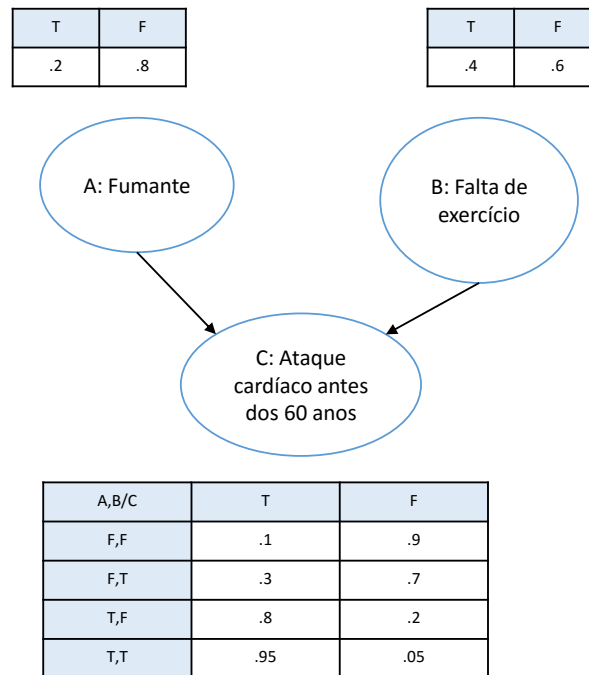 T F
.2 .8
T F
.4 .6
A: Fumante
B: Falta de
exercício
C: Ataque
cardíaco antes
dos 60 anos
A,B/C T F
F,F .1 .9
F,T .3 .7
T,F .8 .2
T,T .95 .05